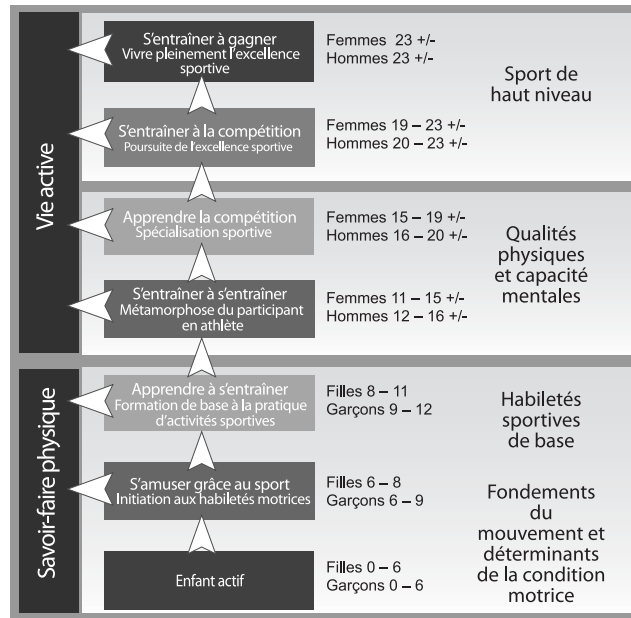 Vie active
S'entraîner à gagner
Vivre pleinement l'excellence
sportive
Femmes 23 +/-
Hommes 23 +/-
Sport de
haut niveau
S'entraîner à la compétition
Poursuite de l'excellence sportive
Femmes 19 – 23 +/-
Hommes 20 – 23 +/-
Apprendre la compétition
Spécialisation sportive
Femmes 15 – 19 +/-
Hommes 16 – 20 +/-
Qualités
physiques
et capacité
mentales
S'entraîner à s'entraîner
Métamorphose du participant
en athlète
Femmes 11 – 15 +/-
Hommes 12 – 16 +/-
Savoir-faire physique
Apprendre à s'entraîner
Formation de base à la pratique
d'activités sportives
Filles 8 – 11
Garçons 9 – 12
Habiletés
sportives
de base
S'amuser grâce au sport
Initiation aux habiletés motrices
Filles 6 – 8
Garçons 6 – 9
Fondements
du
mouvement et
déterminants
de la condition
motrice
Enfant actif
Filles 0 – 6
Garçons 0 – 6